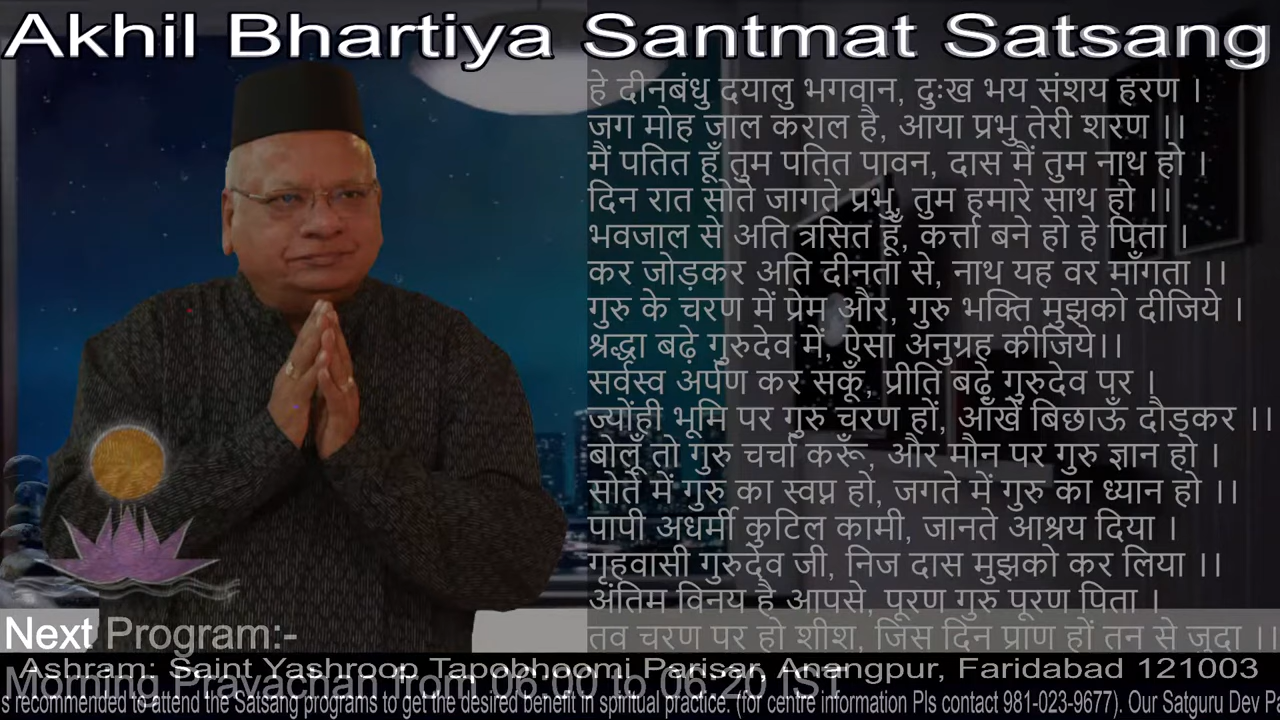 Akhil Bhartiya Santmat Satsang
हे दीनबंधु दयालु भगवान, दुःख भय संशय हरण ।
जग मोह जाल कराल है, आया प्रभु तेरी शरण ।।
मैं पतित हूँ तुम पतित पावन, दास मैं तुम नाथ हो ।
दिन रात सोते जागते प्रभु, तुम हमारे साथ हो ।।
भवजाल से अति त्रसित हूँ, कर्त्ता बने हो हे पिता ।
कर जोड़कर अति दीनता से, नाथ यह वर माँगता ।।
गुरु के चरण में प्रेम और, गुरु भक्ति मुझको दीजिये ।
श्रद्धा बढ़े गुरुदेव में, ऐसा अनुग्रह कीजिये।।
सर्वस्व अर्पण कर सकूँ, प्रीति बढ़े गुरुदेव पर ।
ज्योंही भूमि पर गुरु चरण हों, आँखें बिछाऊँ दौड़कर ।।
बोलूँ तो गुरु चर्चा करूँ, और मौन पर गुरु ज्ञान हो ।
सोते में गुरु का स्वप्न हो, जगते में गुरु का ध्यान हो ।।
पापी अधर्मी कुटिल कामी, जानते आश्रय दिया ।
गृहवासी गुरुदेव जी, निज दास मुझको कर लिया ।।
अंतिम विनय है आपसे, पूरण गुरु पूरण पिता ।
तव चरण पर हो शीश, जिस दिन प्राण हों तन से जुदा ।।
Next Program:-
Ashram: Saint Yashroop Tapobhoomi Parisar, Anangpur, Faridabad 121003
Morning Pravachan from 06:00 to 06:20 IST
s recommended to attend the Satsang programs to get the desired benefit in spiritual practice. (for centre information Pls contact 981-023-9677). Our Satguru Dev Pa